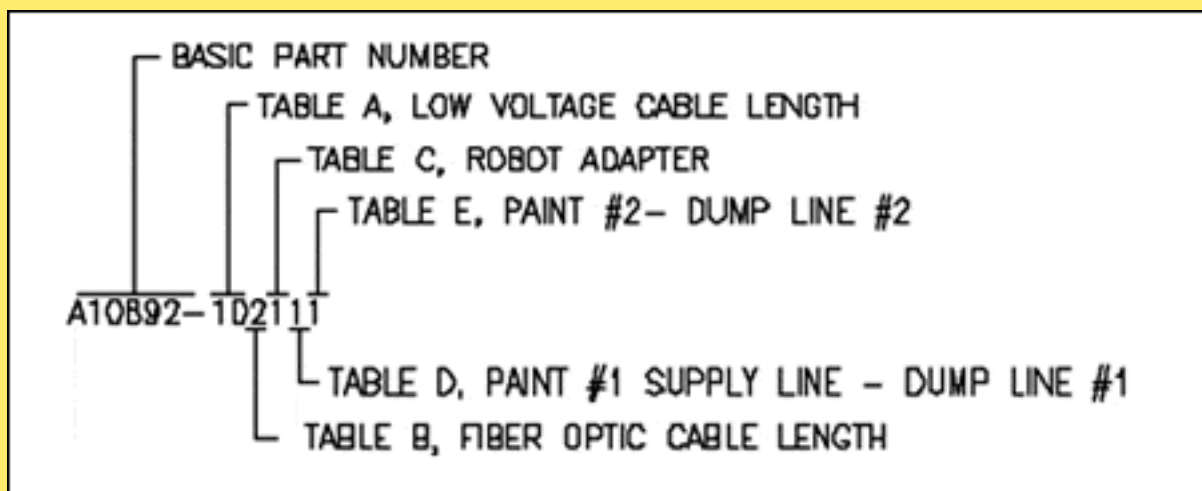 BASIC PART NUMBER
TABLE A, LOW VOLTAGE CABLE LENGTH
TABLE C, ROBOT ADAPTER
TABLE E, PAINT #2- DUMP LINE #2
A10892-1D2111
TABLE D, PAINT #1 SUPPLY LINE - DUMP LINE #1
TABLE B, FIBER OPTIC CABLE LENGTH